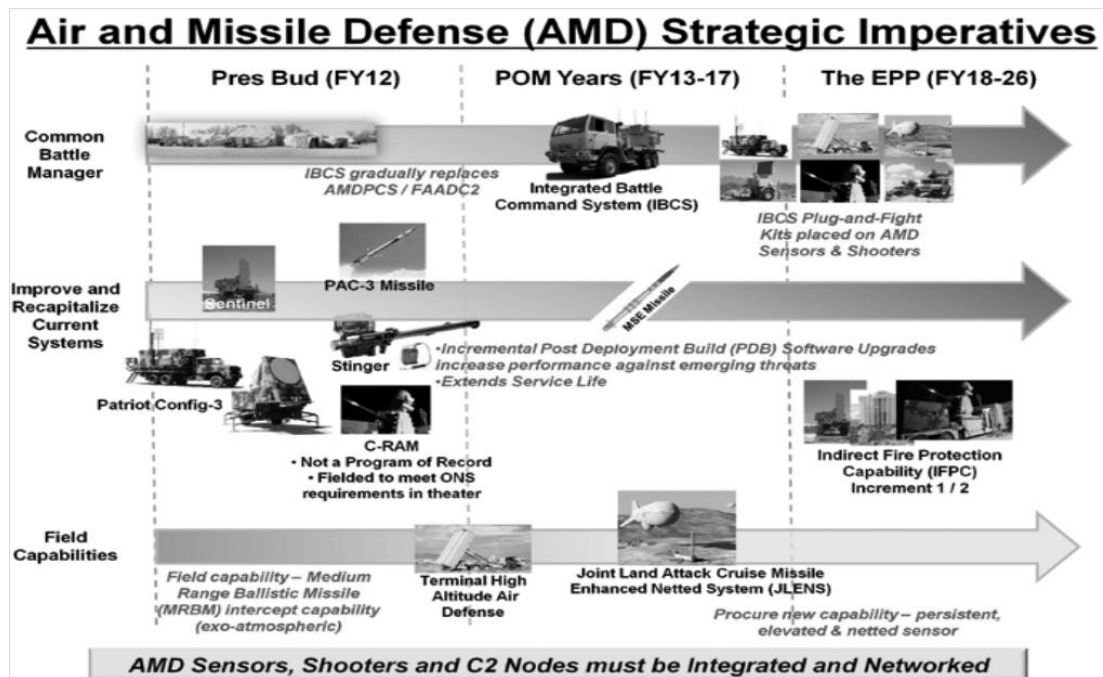 Air and Missile Defense (AMD) Strategic Imperatives
Pres Bud (FY12)
POM Years (FY13-17)
The EPP (FY18-26)
Common
Battle
Manager
IBCS gradually replaces
AMDPCS / FAADC2
Integrated Battle
Command System (IBCS)
IBCS Plug-and-Fight
Kits placed on AMD
Sensors & Shooters
Improve and
Recapitalize
Current
Systems
Sentinel
PAC-3 Missile
MSE Missile
Patriot Config-3
Stinger
•Incremental Post Deployment Build (PDB) Software Upgrades
increase performance against emerging threats
•Extends Service Life
C-RAM
• Not a Program of Record
• Fielded to meet ONS
requirements in theater
Indirect Fire Protection
Capability (IFPC)
Increment 1 / 2
Field
Capabilities
Field capability – Medium
Range Ballistic Missile
(MRBM) intercept capability
(exo-atmospheric)
Terminal High
Altitude Air
Defense
Joint Land Attack Cruise Missile
Enhanced Netted System (JLENS)
Procure new capability – persistent,
elevated & netted sensor
AMD Sensors, Shooters and C2 Nodes must be Integrated and Networked